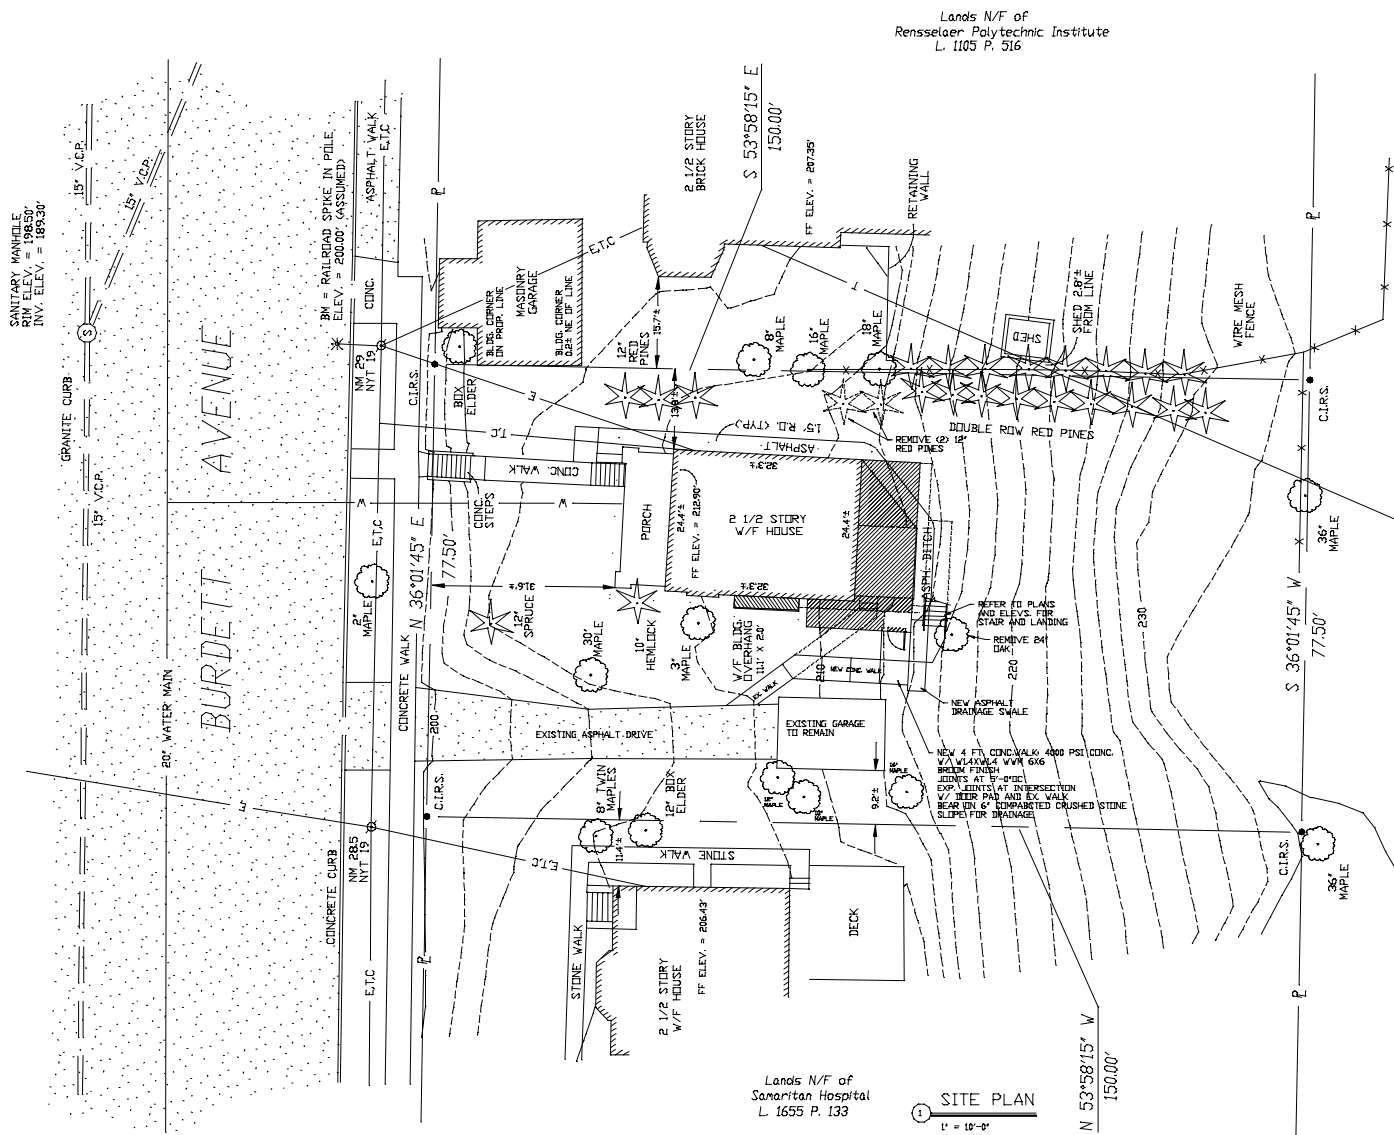 Lands N/F of
Rensselaer Polytechnic Institute
L. 1105 P. 516
SANITARY MANHOLE
RIM ELEV. = 198.50'
INV. ELEV. = 189.30'
15" V.C.P.
15" V.C.P.
S
GRANITE CURB
15" V.C.P.
BURDETT AVENUE
20" WATER MAIN
BM = RAILROAD SPIKE IN POLE
ELEV. = 200.00' (ASSUMED)
CONC.
ASPHALT WALK
E,T,C
NM 29
NYT 19
C.I.R.S.
P
BOX
ELDER
BLDG. CORNER
ON PROP. LINE
MASONRY
GARAGE
BLDG. CORNER
0.2'± NE OF LINE
E,T,C
2 1/2 STORY
BRICK HOUSE
S 53°58'15" E
150.00'
FF ELEV. = 207.35'
RETAINING
WALL
15.7'±
12"
RED
PINES
13.9'±
8"
MAPLE
16"
MAPLE
18"
MAPLE
T
SHED
SHED 2.8'±
FROM LINE
WIRE MESH
FENCE
P
C.I.R.S.
E
T,C
1.5' R.O. (TYP.)
ASPHALT
REMOVE (2) 12"
RED PINES
DOUBLE ROW RED PINES
CONC. WALK
CONC.
STEPS
W
W
E,T,C
PORCH
32.3'±
24.4'±
FF ELEV. = 212.90'
2 1/2 STORY
W/F HOUSE
24.4'±
32.3'±
ASPH. DITCH
36"
MAPLE
N 36°01'45" E
77.50'
31.6'±
2"
MAPLE
12"
SPRUCE
30"
MAPLE
10"
HEMLOCK
3"
MAPLE
W/F BLDG.
OVERHANG
11.1' X 2.0'
REFER TO PLANS
AND ELEVS. FOR
STAIR AND LANDING
REMOVE 24"
OAK
NEW CONC. WALK
EX. WALK
210
220
230
S 36°01'45" W
77.50'
CONCRETE WALK
200
EXISTING ASPHALT DRIVE
EXISTING GARAGE
TO REMAIN
NEW ASPHALT
DRAINAGE SWALE
NEW 4 FT. CONC.WALK: 4000 PSI CONC.
W/ W1.4XW1.4 WWM 6X6
BROOM FINISH
JOINTS AT 5'-0"OC
EXP. JOINTS AT INTERSECTION
W/ DOOR PAD AND EX. WALK
BEAR ON 6" COMPACTED CRUSHED STONE
SLOPE FOR DRAINAGE
C.I.R.S.
8" TWIN
MAPLES
12" BOX
ELDER
MAPLE
MAPLE
16"
MAPLE
9.2'±
11.4'±
E
NM 28.5
NYT 19
E,T,C
STONE WALK
C.I.R.S.
36"
MAPLE
CONCRETE CURB
E,T,C
P
STONE WALK
2 1/2 STORY
W/F HOUSE
FF ELEV. = 206.43'
DECK
P
N 53°58'15" W
150.00'
Lands N/F of
Samaritan Hospital
L. 1655 P. 133
1
SITE PLAN
1" = 10'-0"